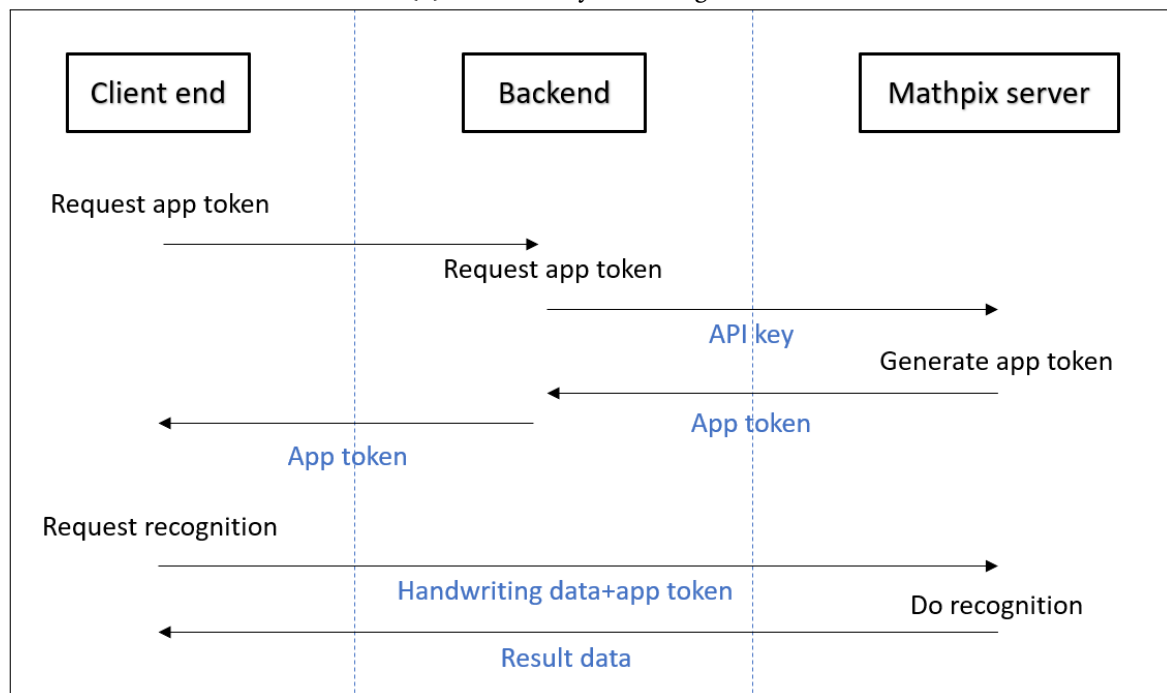 Client end
Backend
Mathpix server
Request app token
Request app token
API key
Generate app token
App token
App token
Request recognition
Handwriting data+app token
Do recognition
Result data